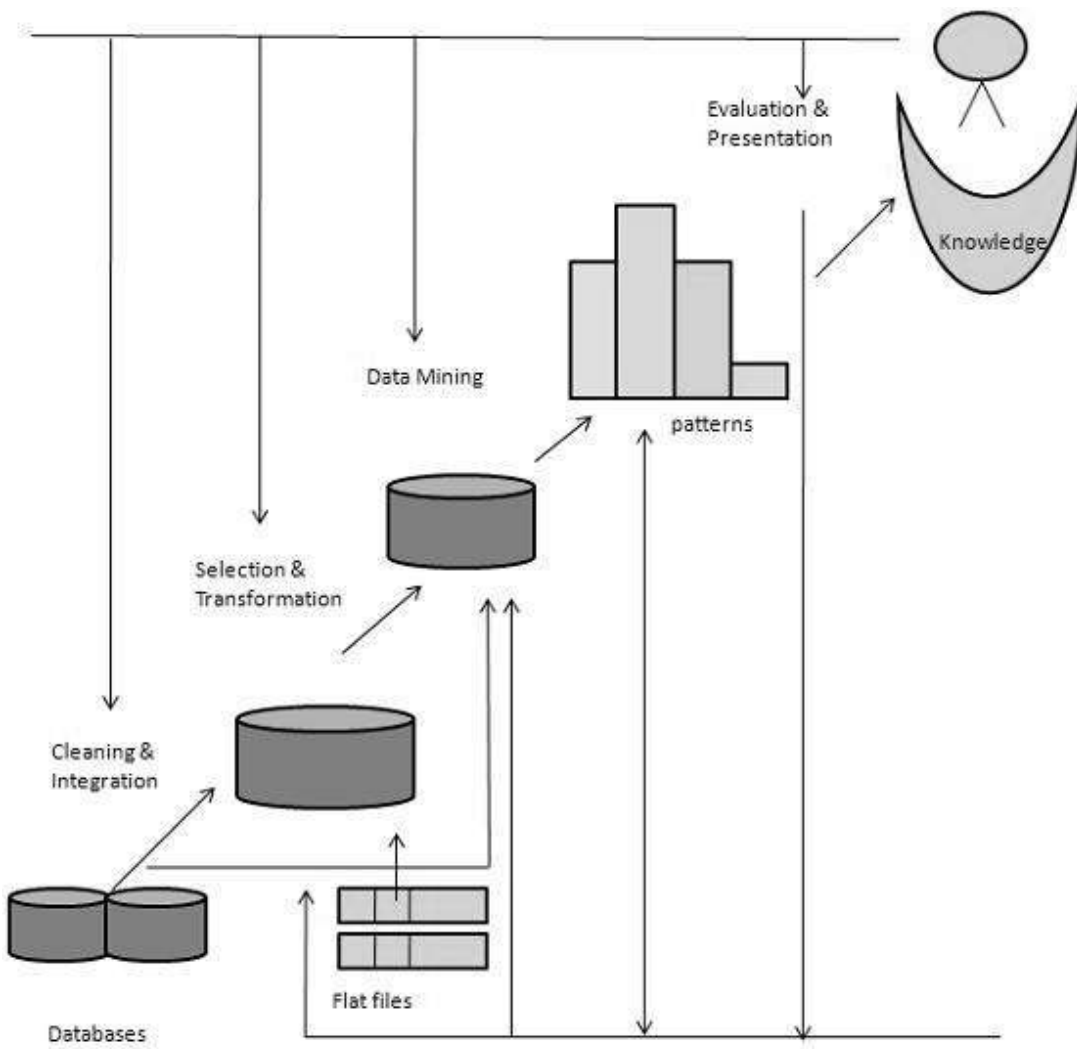 Evaluation &
Presentation
Knowledge
Data Mining
patterns
Selection &
Transformation
Cleaning &
Integration
Flat files
Databases